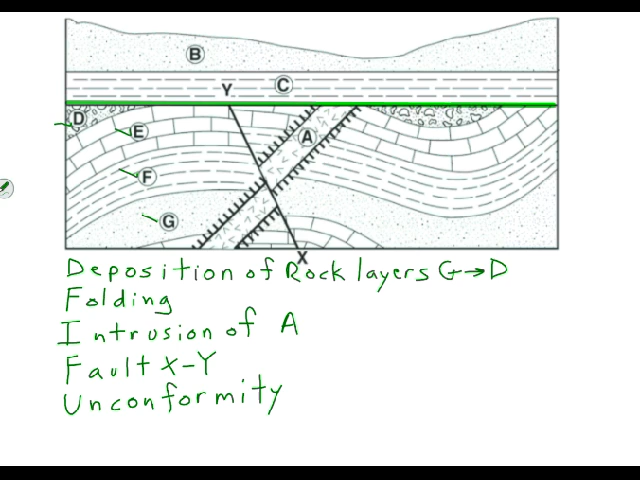 B
Y C
D E A
F
G
X
Deposition of Rock layers G→D
Folding
Intrusion of A
Fault X-Y
Unconformity